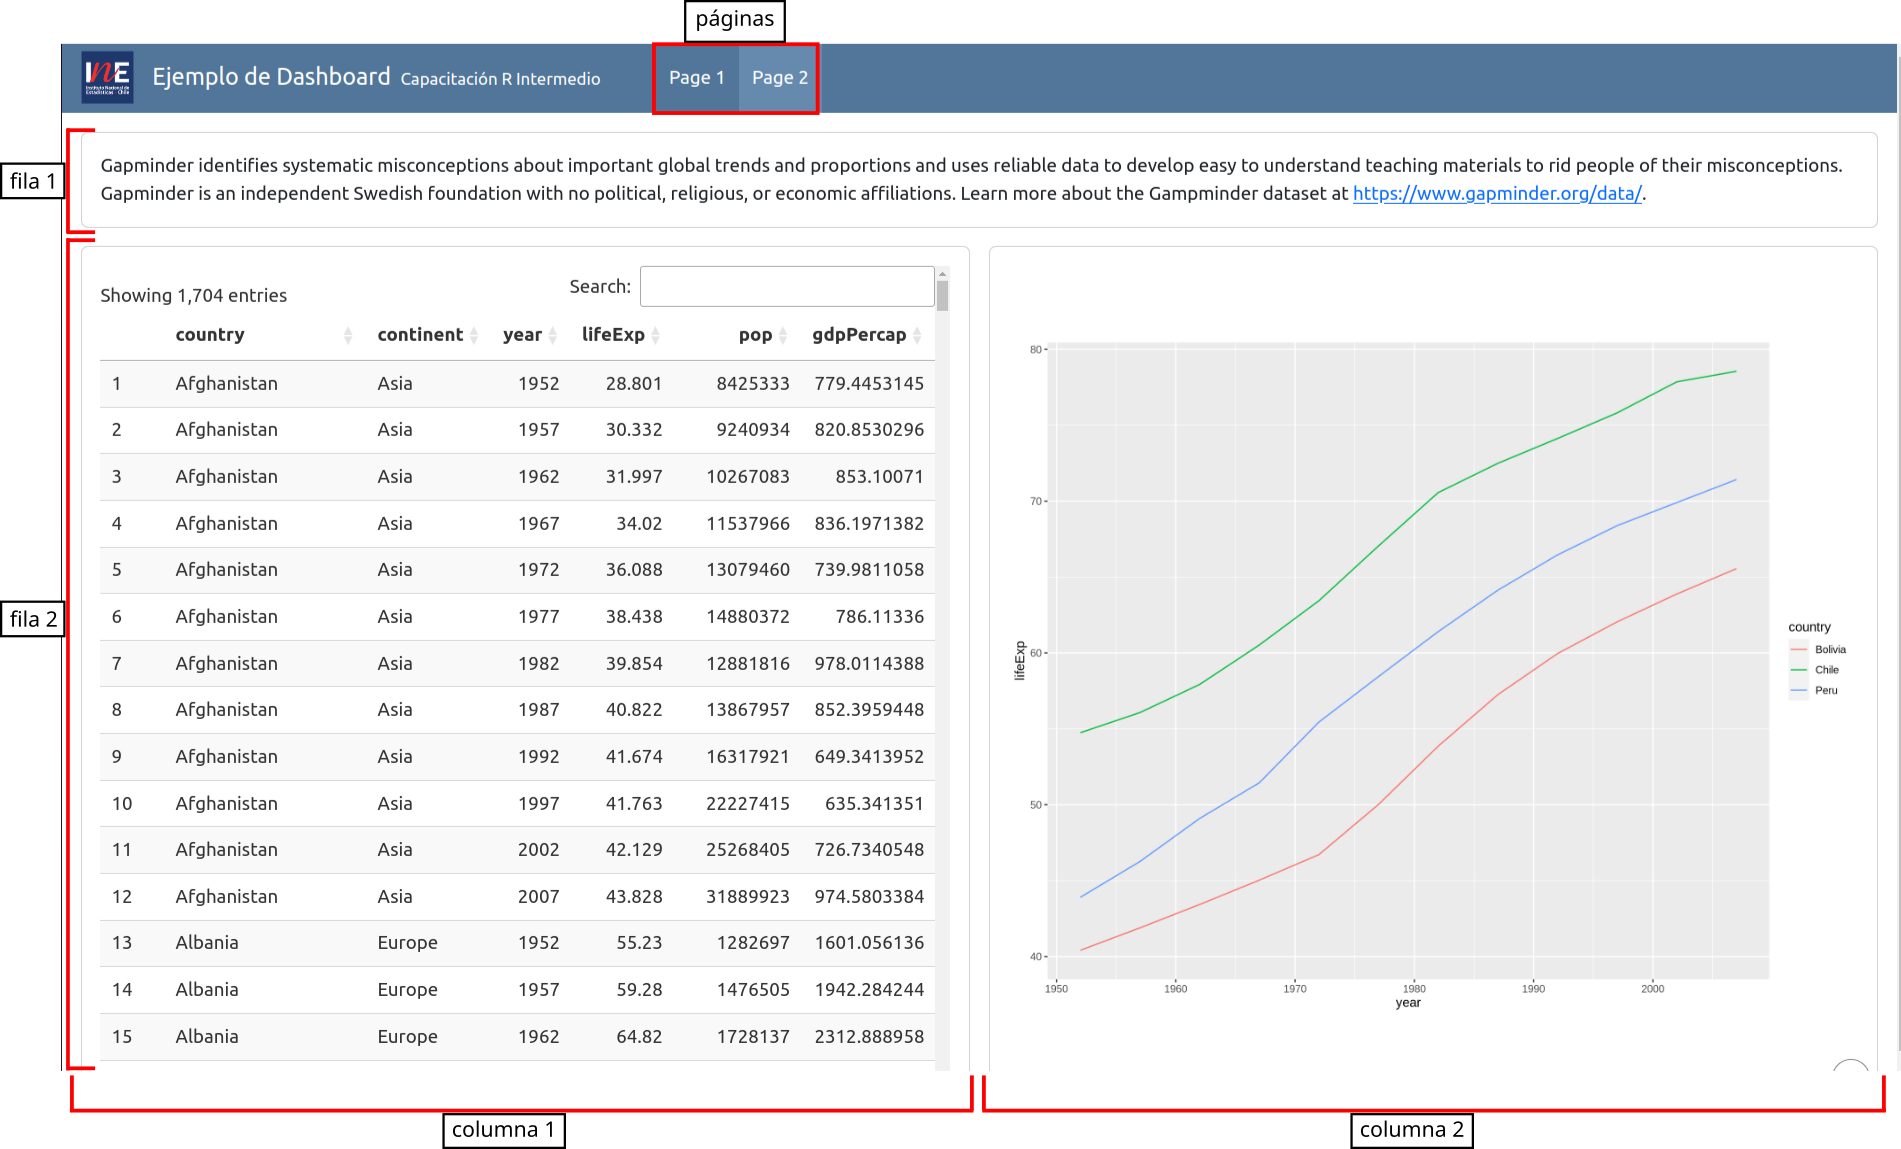 páginas
INE
Instituto Nacional de
Estadísticas - Chile
Ejemplo de Dashboard Capacitación R Intermedio Page 1 Page 2
fila 1
Gapminder identifies systematic misconceptions about important global trends and proportions and uses reliable data to develop easy to understand teaching materials to rid people of their misconceptions.
Gapminder is an independent Swedish foundation with no political, religious, or economic affiliations. Learn more about the Gampminder dataset at https://www.gapminder.org/data/.
fila 2
Showing 1,704 entries Search:
country continent year lifeExp pop gdpPercap
1 Afghanistan Asia 1952 28.801 8425333 779.4453145
2 Afghanistan Asia 1957 30.332 9240934 820.8530296
3 Afghanistan Asia 1962 31.997 10267083 853.10071
4 Afghanistan Asia 1967 34.02 11537966 836.1971382
5 Afghanistan Asia 1972 36.088 13079460 739.9811058
6 Afghanistan Asia 1977 38.438 14880372 786.11336
7 Afghanistan Asia 1982 39.854 12881816 978.0114388
8 Afghanistan Asia 1987 40.822 13867957 852.3959448
9 Afghanistan Asia 1992 41.674 16317921 649.3413952
10 Afghanistan Asia 1997 41.763 22227415 635.341351
11 Afghanistan Asia 2002 42.129 25268405 726.7340548
12 Afghanistan Asia 2007 43.828 31889923 974.5803384
13 Albania Europe 1952 55.23 1282697 1601.056136
14 Albania Europe 1957 59.28 1476505 1942.284244
15 Albania Europe 1962 64.82 1728137 2312.888958
80
70
60
50
40
lifeExp
1950 1960 1970 1980 1990 2000
year
country
Bolivia
Chile
Peru
columna 1
columna 2